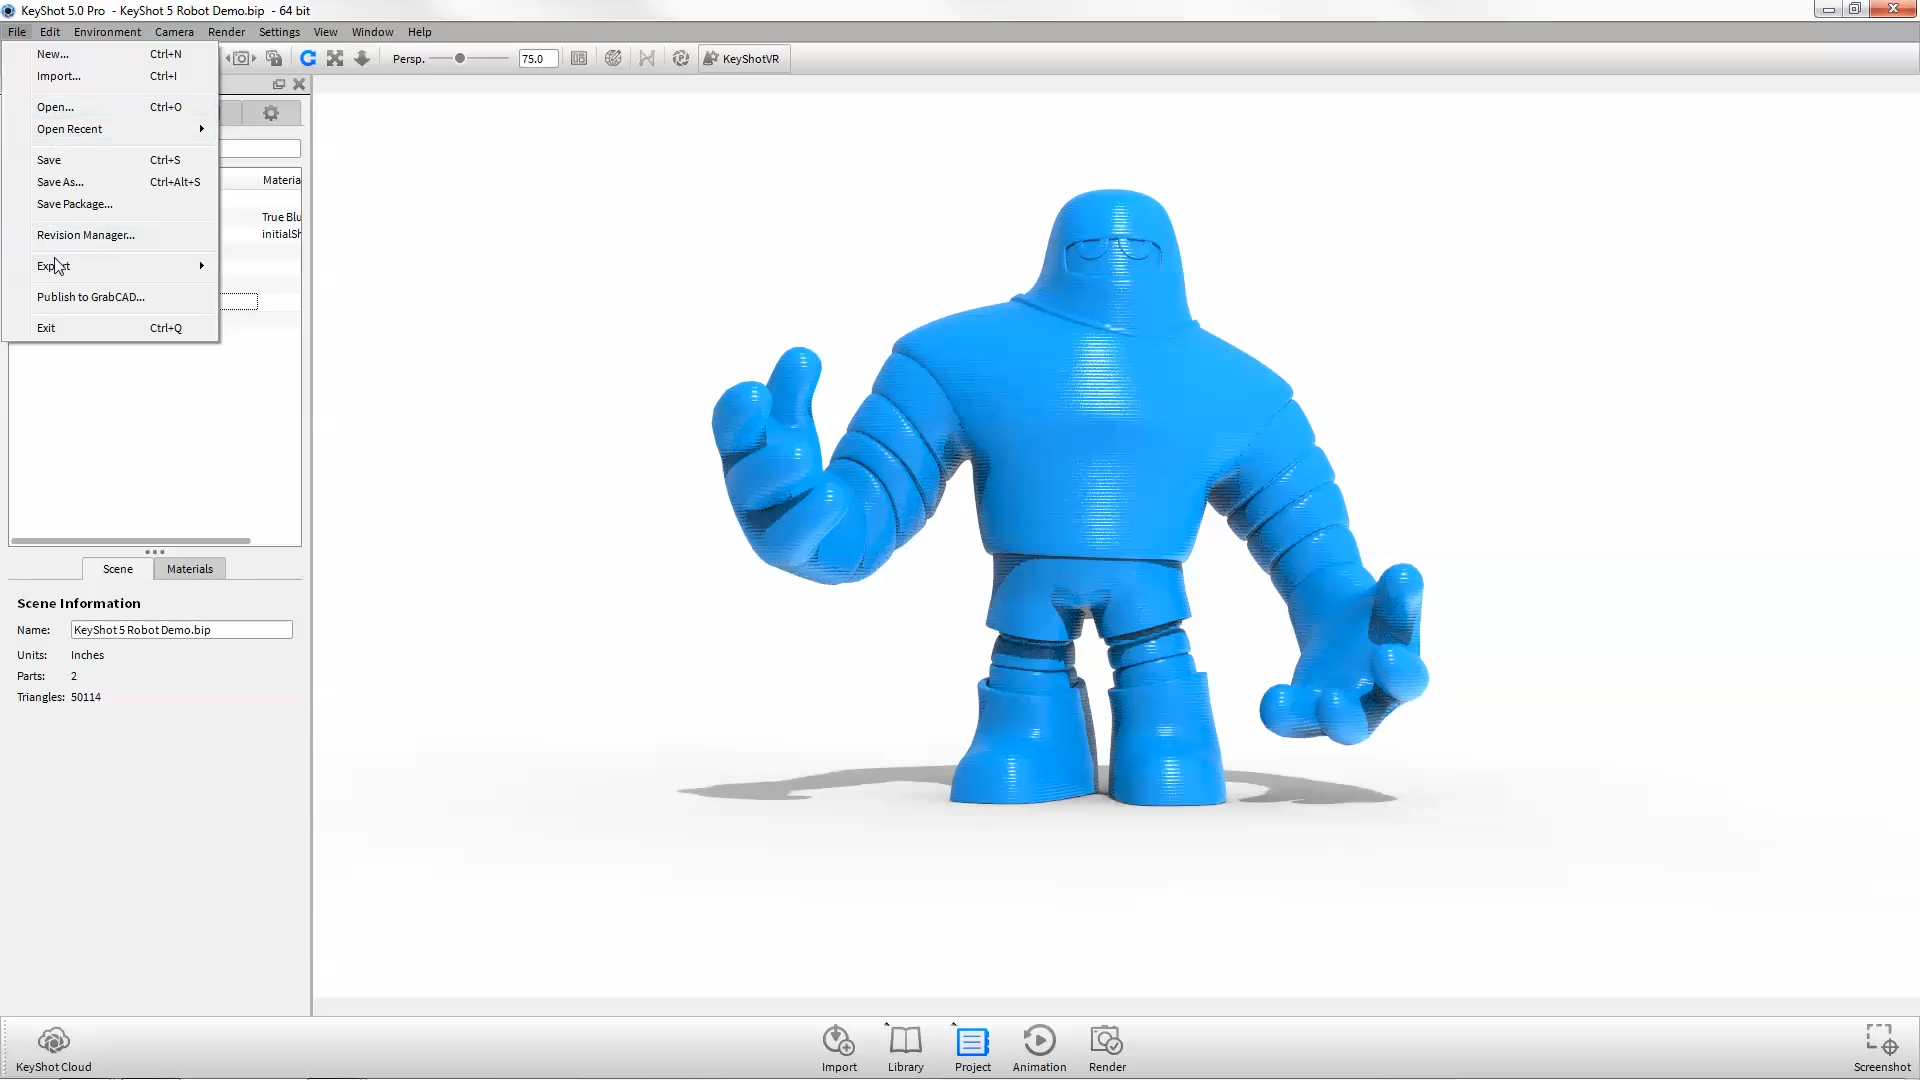 KeyShot 5.0 Pro - KeyShot 5 Robot Demo.bip - 64 bit
File Edit Environment Camera Render Settings View Window Help
New... Ctrl+N
Import... Ctrl+I
Open... Ctrl+O
Open Recent
Save Ctrl+S
Save As... Ctrl+Alt+S
Save Package...
Revision Manager...
Export
Publish to GrabCAD...
Exit Ctrl+Q
Persp. 75.0 KeyShotVR
Materia
True Blu
initialSh
Scene Materials
Scene Information
Name: KeyShot 5 Robot Demo.bip
Units: Inches
Parts: 2
Triangles: 50114
KeyShot Cloud Import Library Project Animation Render Screenshot